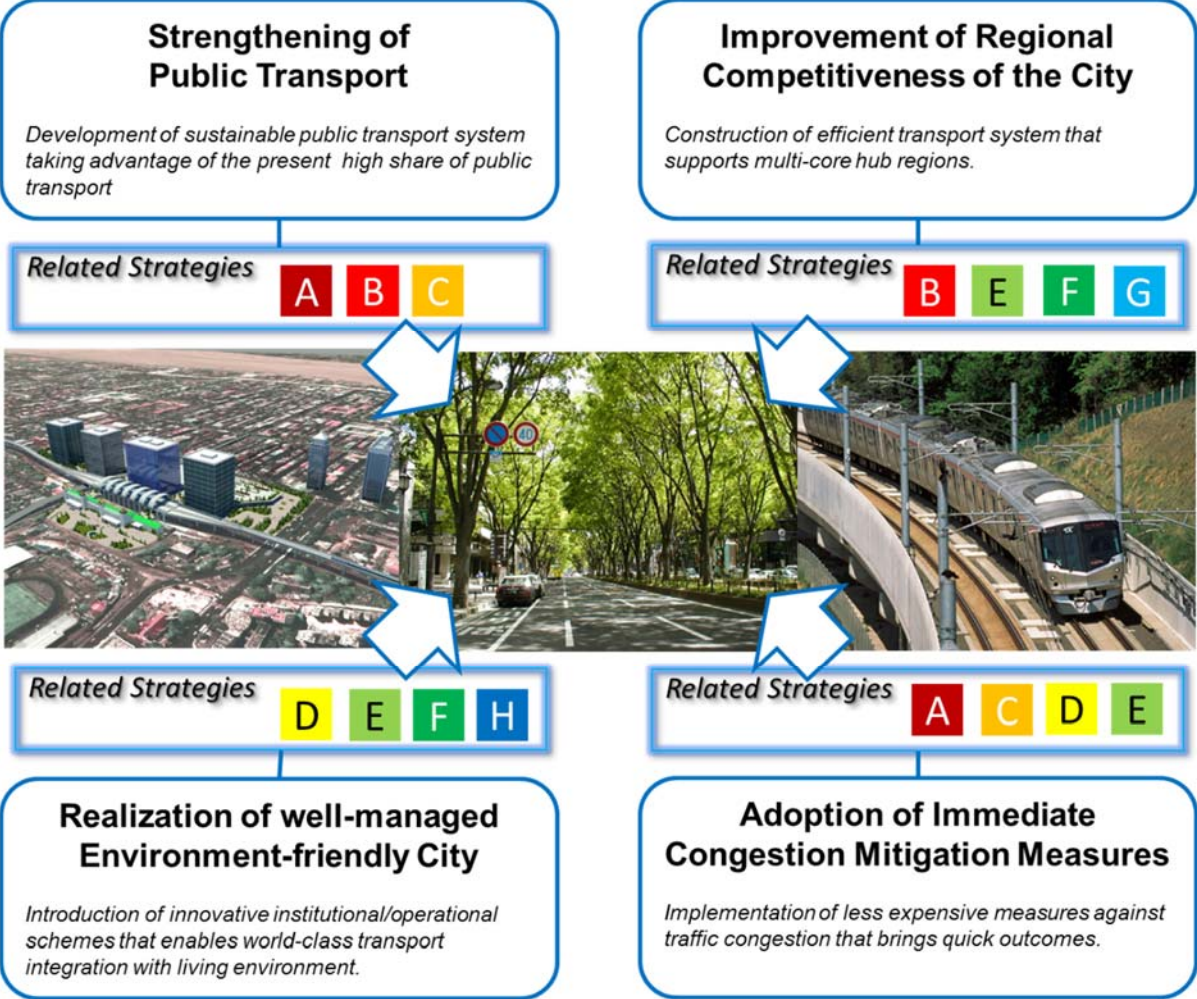 Strengthening of
Public Transport
Development of sustainable public transport system
taking advantage of the present high share of public
transport
Related Strategies
A B C
Improvement of Regional
Competitiveness of the City
Construction of efficient transport system that
supports multi-core hub regions.
Related Strategies
B E F G
40
Related Strategies
D E F H
Realization of well-managed
Environment-friendly City
Introduction of innovative institutional/operational
schemes that enables world-class transport
integration with living environment.
Related Strategies
A C D E
Adoption of Immediate
Congestion Mitigation Measures
Implementation of less expensive measures against
traffic congestion that brings quick outcomes.